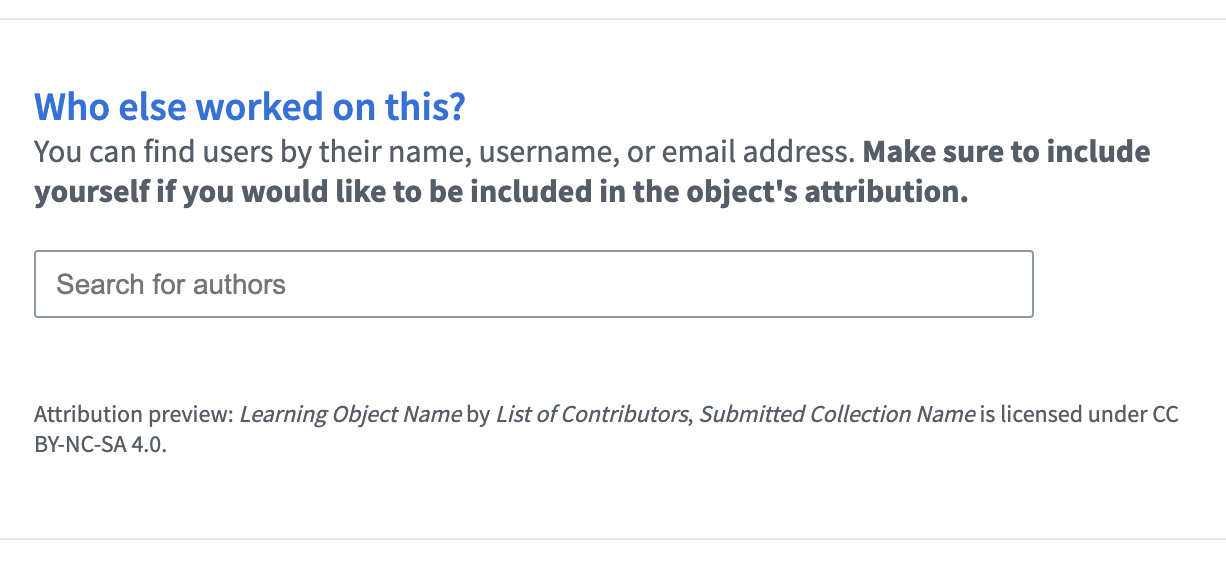 Who else worked on this?
You can find users by their name, username, or email address. Make sure to include
yourself if you would like to be included in the object's attribution.
Search for authors
Attribution preview: Learning Object Name by List of Contributors, Submitted Collection Name is licensed under CC
BY-NC-SA 4.0.